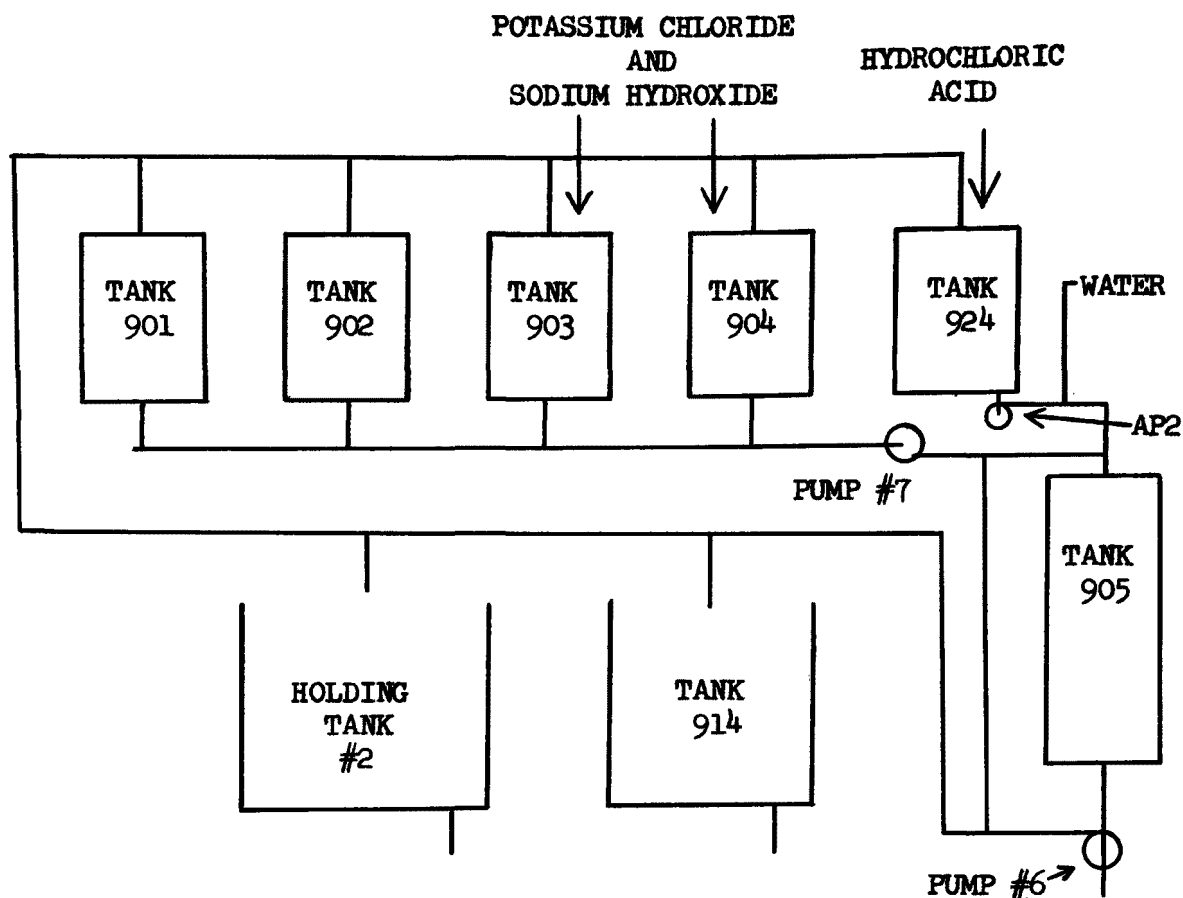 POTASSIUM CHLORIDE
AND
SODIUM HYDROXIDE
HYDROCHLORIC
ACID
TANK
901
TANK
902
TANK
903
TANK
904
TANK
924
WATER
AP2
PUMP #7
TANK
905
HOLDING
TANK
#2
TANK
914
PUMP #6